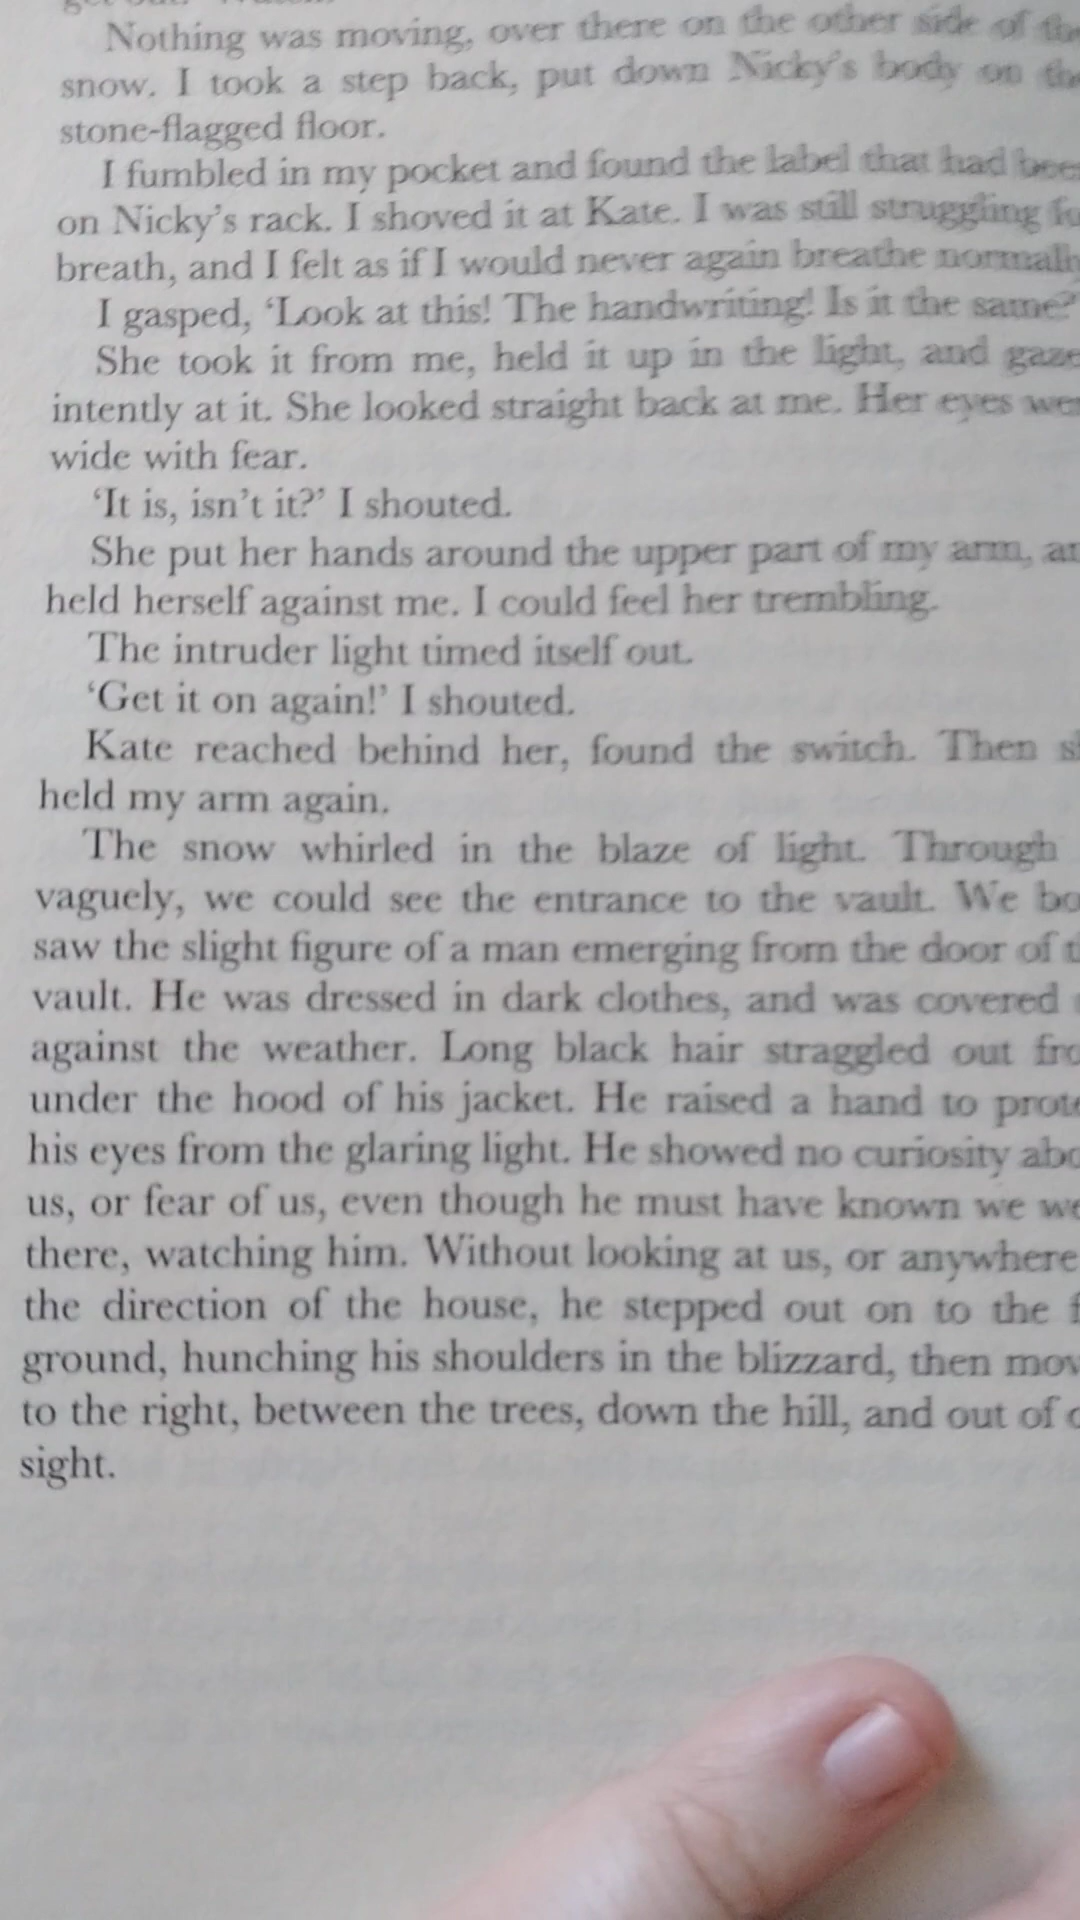 Nothing was moving, over there on the other side of the
snow. I took a step back, put down Nicky's body on the
stone-flagged floor.
I fumbled in my pocket and found the label that had
on Nicky's rack. I shoved it at Kate. I was still struggling
breath, and I felt as if I would never again breathe normally
I gasped, ‘Look at this! The handwriting! Is it the same?
She took it from me, held it up in the light, and
intently at it. She looked straight back at me. Her eyes
wide with fear.
‘It is, isn't it?’ I shouted.
She put her hands around the upper part of my arm,
held herself against me. I could feel her trembling.
The intruder light timed itself out.
‘Get it on again!’ I shouted.
Kate reached behind her, found the switch. Then
held my arm again.
The snow whirled in the blaze of light. Through
vaguely, we could see the entrance to the vault. We
saw the slight figure of a man emerging from the door of
vault. He was dressed in dark clothes, and was covered
against the weather. Long black hair straggled out
under the hood of his jacket. He raised a hand to
his eyes from the glaring light. He showed no curiosity
us, or fear of us, even though he must have known we
there, watching him. Without looking at us, or anywhere
the direction of the house, he stepped out on to the
ground, hunching his shoulders in the blizzard, then
to the right, between the trees, down the hill, and out of
sight.